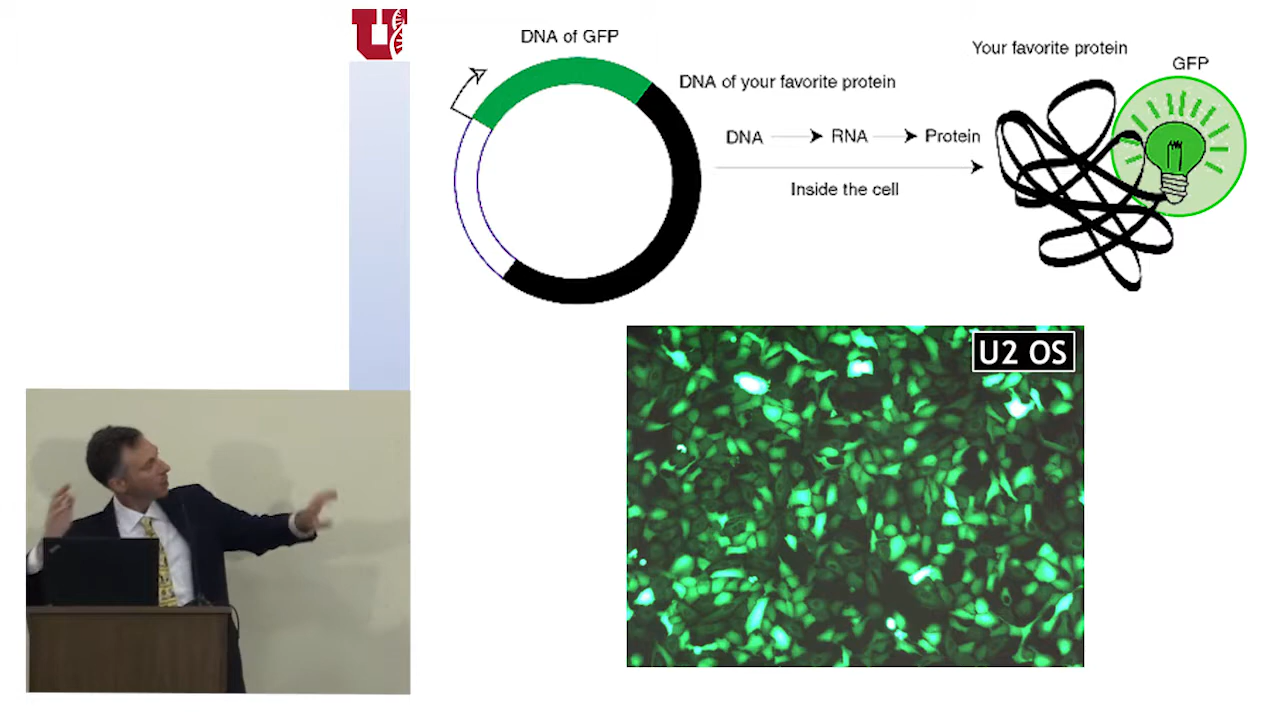 DNA of GFP
DNA of your favorite protein
DNA → RNA → Protein
Inside the cell
Your favorite protein
GFP
U2 OS
U